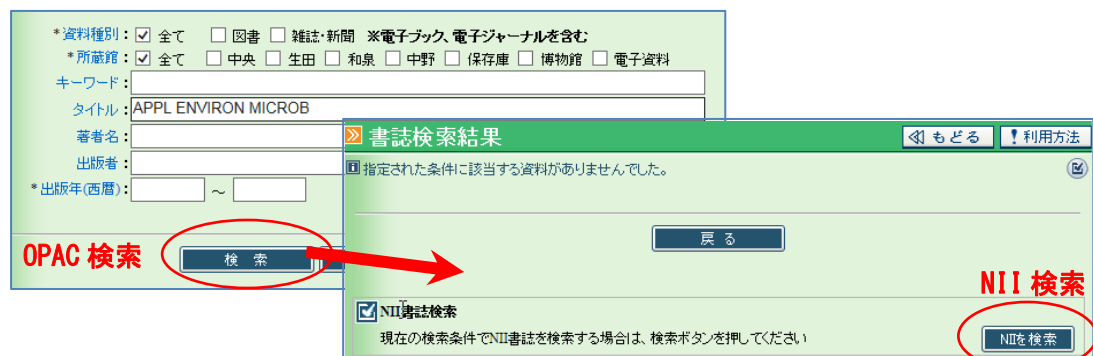 *資料種別： 全て 図書 雑誌・新聞 ※電子ブック、電子ジャーナルを含む
*所蔵館： 全て 中央 生田 和泉 中野 保存庫 博物館 電子資料
キーワード：
タイトル：APPL ENVIRON MICROB
著者名：
出版者：
*出版年(西暦)： ～
OPAC 検索
検 索
書誌検索結果
もどる
利用方法
指定された条件に該当する資料がありませんでした。
戻 る
NII 検索
NII書誌検索
現在の検索条件でNII書誌を検索する場合は、検索ボタンを押してください
NIIを検索